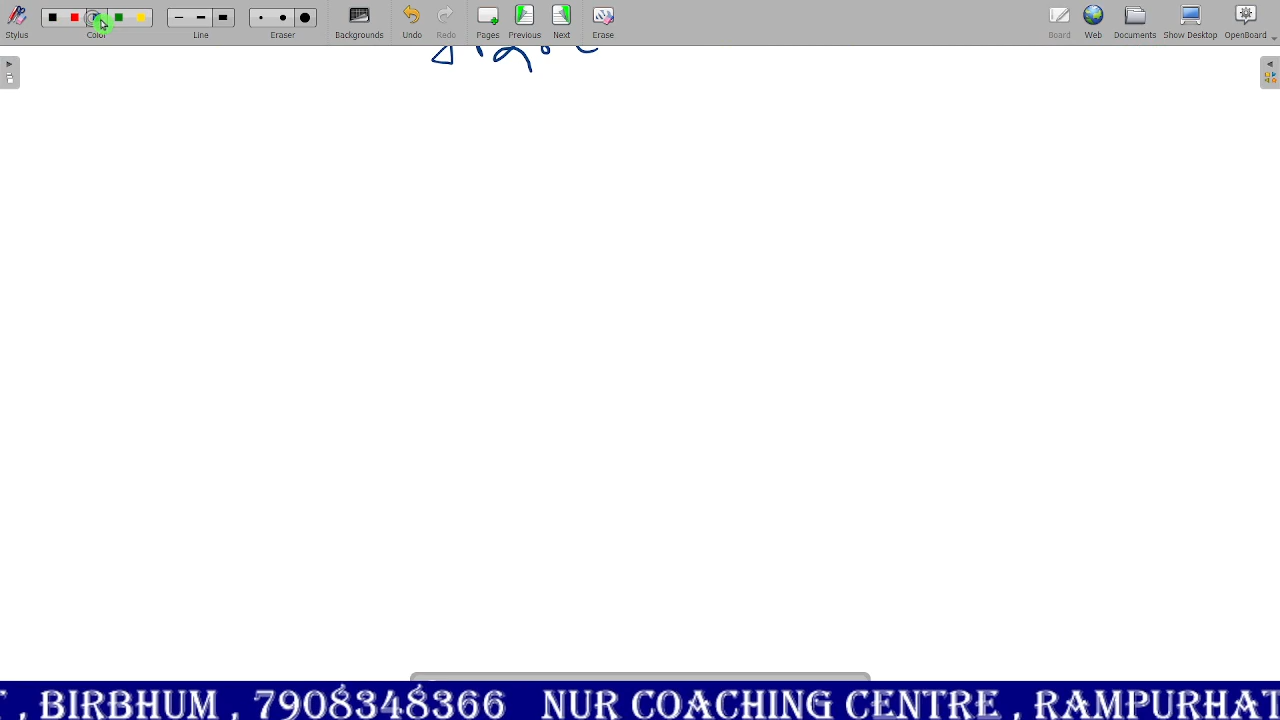 Stylus Color Line Eraser Backgrounds Undo Redo Pages Previous Next Erase Board Web Documents Show Desktop OpenBoard
, BIRBHUM , 7908348366 NUR COACHING CENTRE , RAMPURHAT